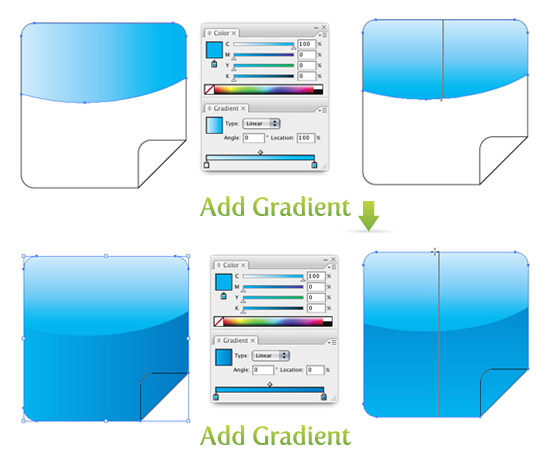 Color ×
C 100 %
M 0 %
Y 0 %
K 0 %
Gradient ×
Type: Linear
Angle: 0 ° Location: 100 %
Add Gradient
Color ×
C 100 %
M 0 %
Y 0 %
K 0 %
Gradient ×
Type: Linear
Angle: 0 ° Location: 0 %
Add Gradient